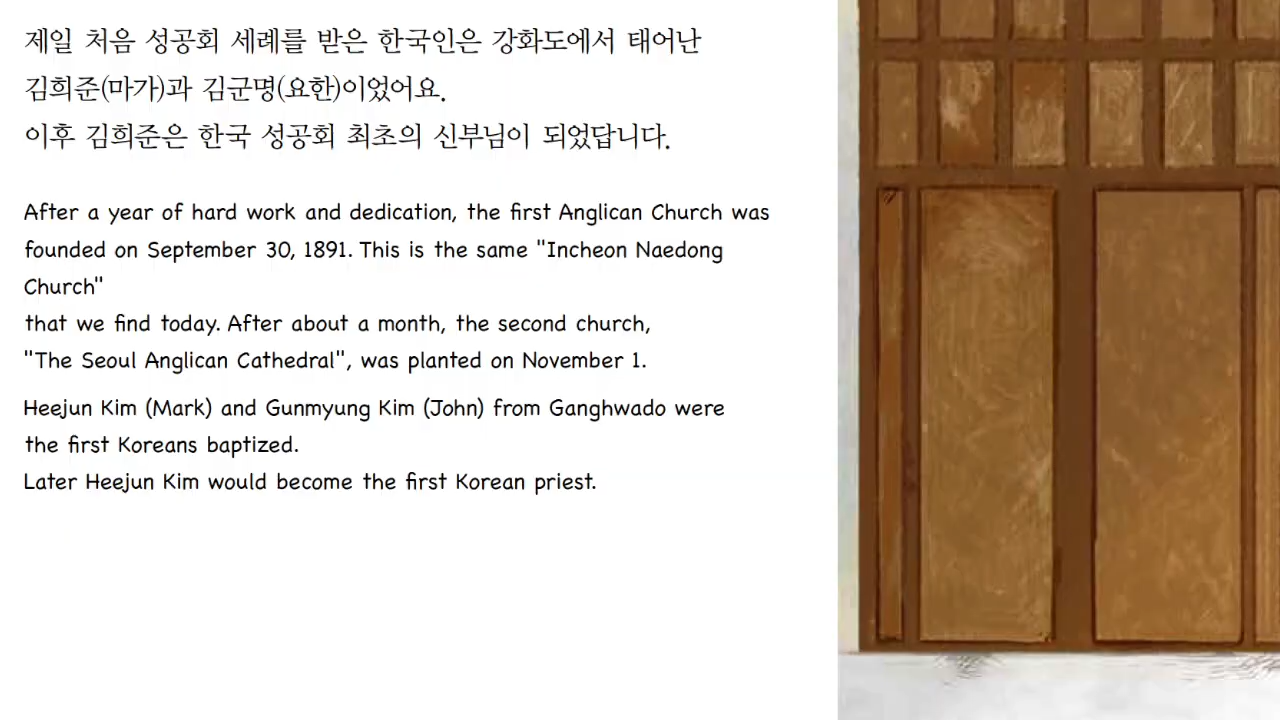 제일 처음 성공회 세례를 받은 한국인은 강화도에서 태어난
김희준(마가)과 김군명(요한)이었어요.
이후 김희준은 한국 성공회 최초의 신부님이 되었답니다.
After a year of hard work and dedication, the first Anglican Church was
founded on September 30, 1891. This is the same "Incheon Naedong
Church"
that we find today. After about a month, the second church,
"The Seoul Anglican Cathedral", was planted on November 1.
Heejun Kim (Mark) and Gunmyung Kim (John) from Ganghwado were
the first Koreans baptized.
Later Heejun Kim would become the first Korean priest.